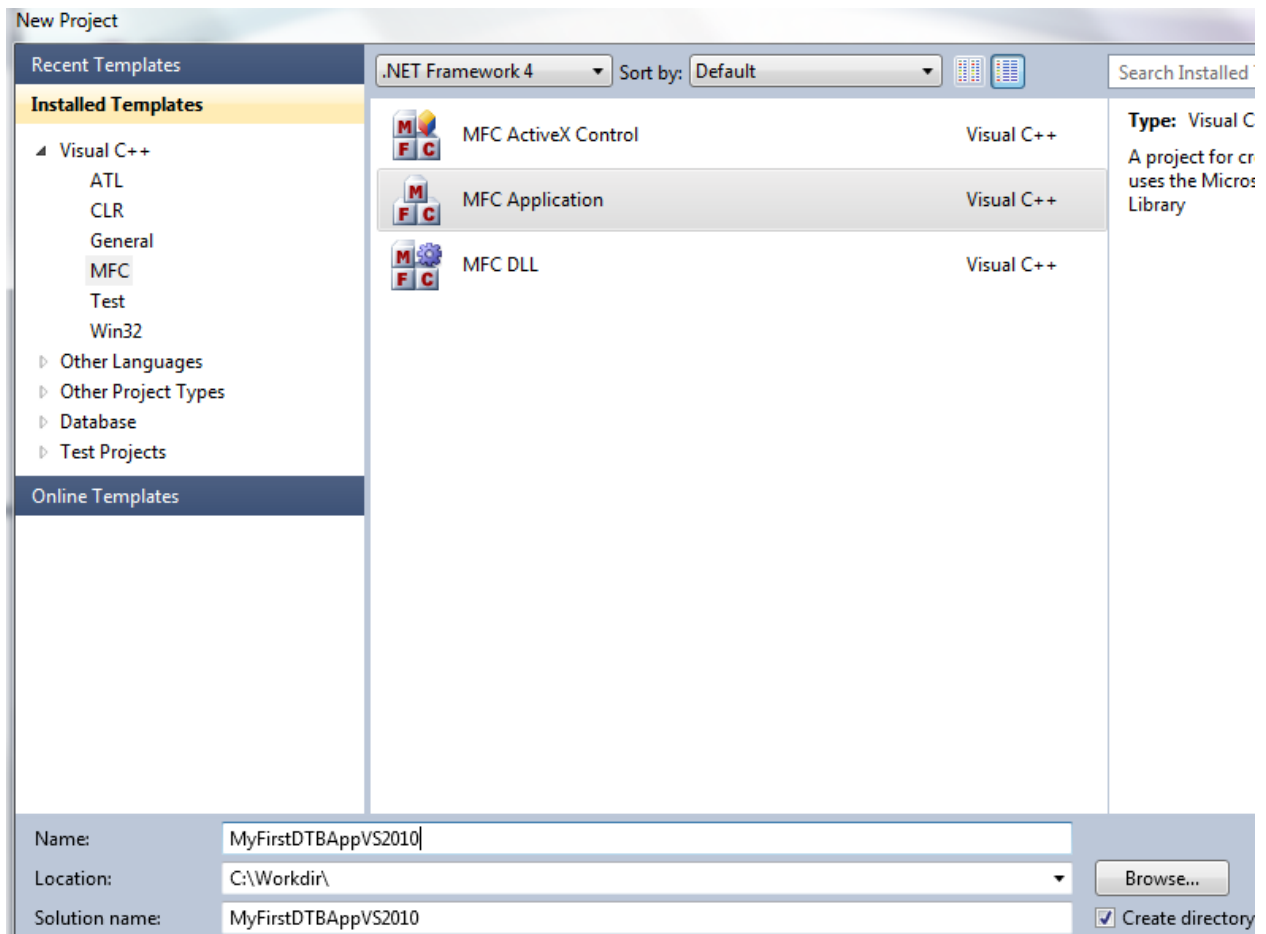 New Project
Recent Templates
Installed Templates
Visual C++
ATL
CLR
General
MFC
Test
Win32
Other Languages
Other Project Types
Database
Test Projects
Online Templates
.NET Framework 4
Sort by: Default
MFC ActiveX Control Visual C++
MFC Application Visual C++
MFC DLL Visual C++
Search Installed
Type: Visual C
A project for cr
uses the Micros
Library
Name: MyFirstDTBAppVS2010
Location: C:\Workdir\
Browse...
Solution name: MyFirstDTBAppVS2010
Create directory